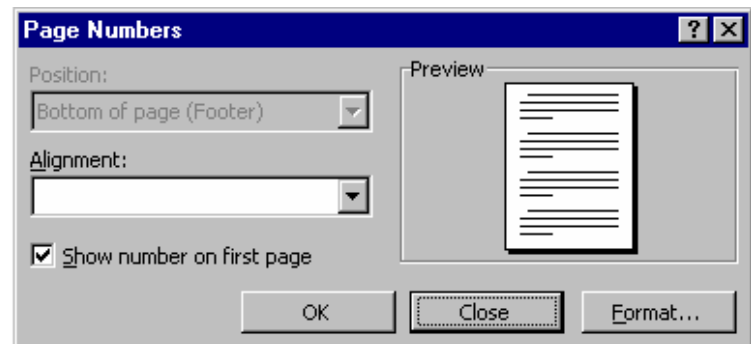 Page Numbers
Position:
Bottom of page (Footer)
Alignment:
Show number on first page
Preview
OK
Close
Format...